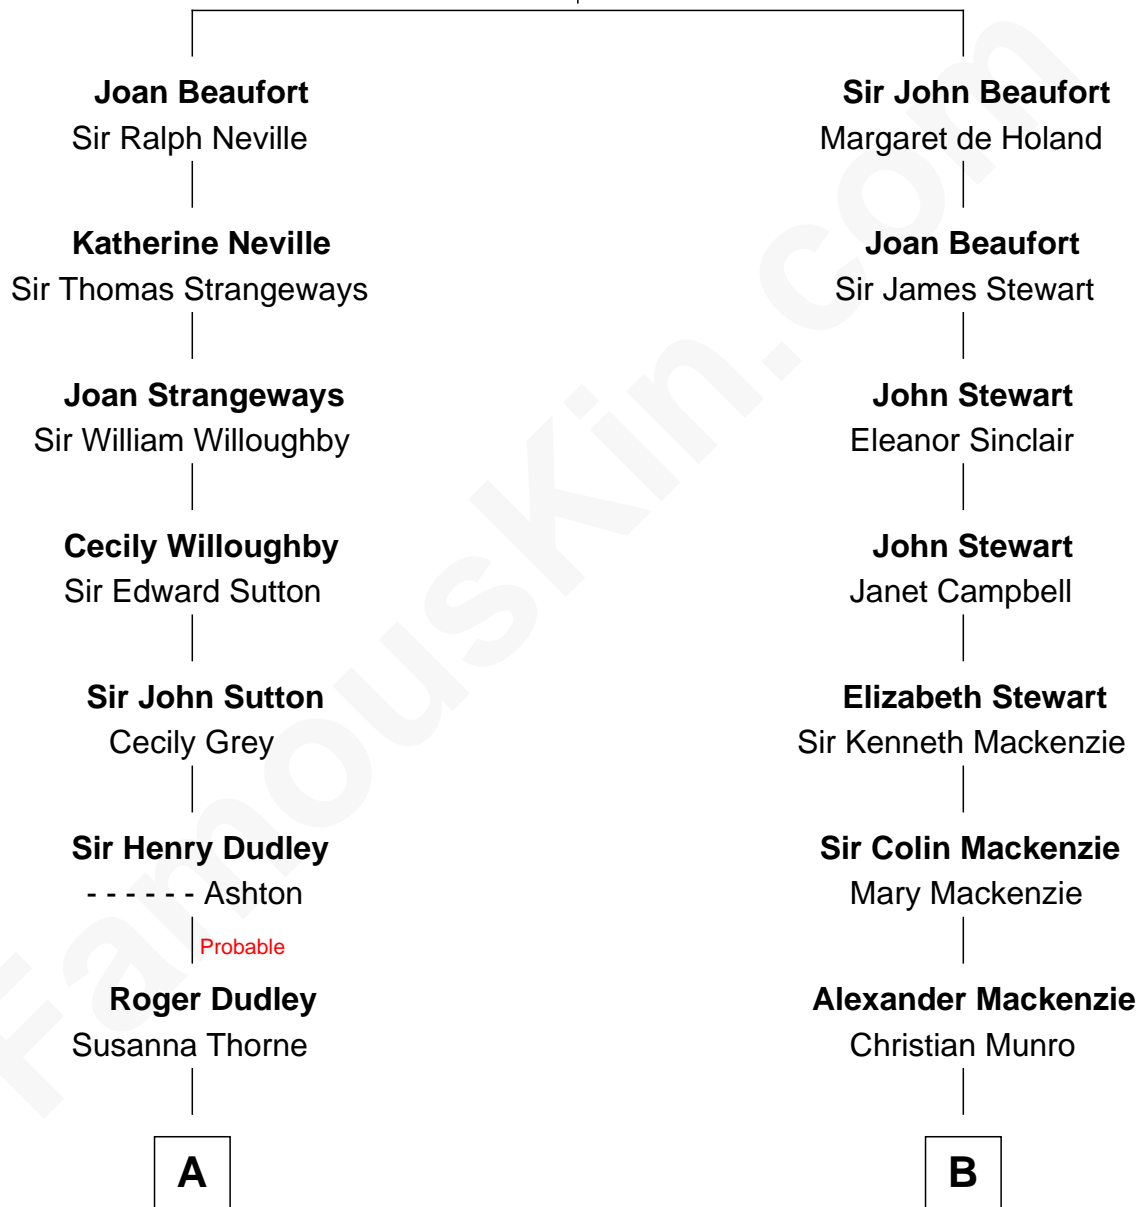 Joan Beaufort
Sir Ralph Neville
Katherine Neville
Sir Thomas Strangeways
Joan Strangeways
Sir William Willoughby
Cecily Willoughby
Sir Edward Sutton
Sir John Sutton
Cecily Grey
Sir Henry Dudley
- - - - - - Ashton
Probable
Roger Dudley
Susanna Thorne
A
Sir John Beaufort
Margaret de Holand
Joan Beaufort
Sir James Stewart
John Stewart
Eleanor Sinclair
John Stewart
Janet Campbell
Elizabeth Stewart
Sir Kenneth Mackenzie
Sir Colin Mackenzie
Mary Mackenzie
Alexander Mackenzie
Christian Munro
B
FamousKin.com